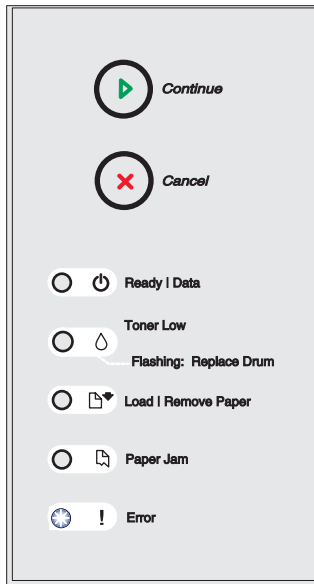 Continue
Cancel
Ready | Data
Toner Low
Flashing: Replace Drum
Load | Remove Paper
Paper Jam
! Error